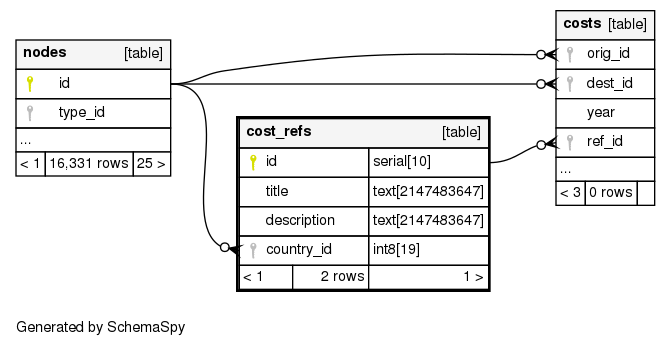 nodes [table]
id
type_id
...
< 1 16,331 rows 25 >
cost_refs [table]
id serial[10]
title text[2147483647]
description text[2147483647]
country_id int8[19]
< 1 2 rows 1 >
costs [table]
orig_id
dest_id
year
ref_id
...
< 3 0 rows
Generated by SchemaSpy